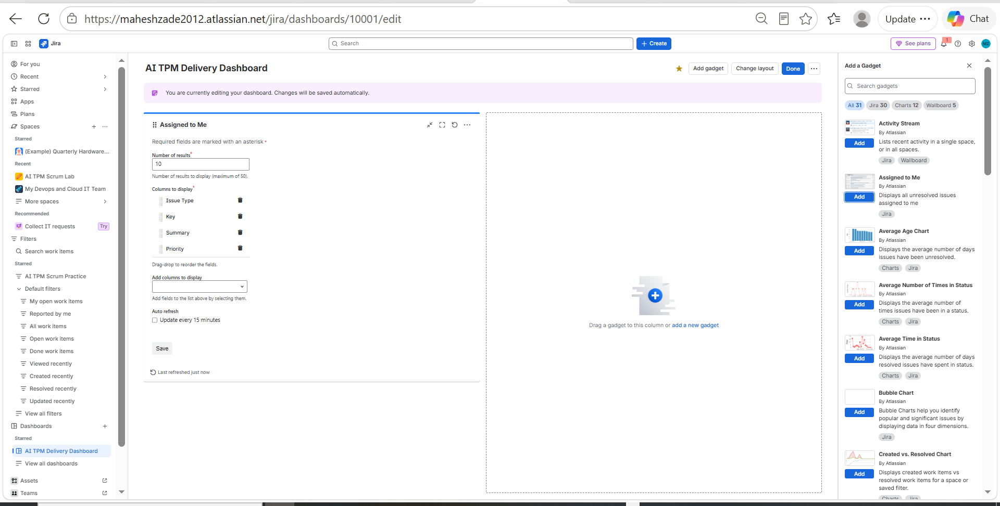 https://maheshzade2012.atlassian.net/jira/dashboards/10001/edit
Update
Chat
Jira
Search
Create
See plans
1
MZ
For you
Recent
Starred
Apps
Plans
Spaces
Starred
(Example) Quarterly Hardware...
Recent
AI TPM Scrum Lab
My Devops and Cloud IT Team
More spaces
Recommended
Collect IT requests
Try
Filters
Search work items
Starred
AI TPM Scrum Practice
Default filters
My open work items
Reported by me
All work items
Open work items
Done work items
Viewed recently
Created recently
Resolved recently
Updated recently
View all filters
Dashboards
Starred
AI TPM Delivery Dashboard
View all dashboards
Assets
Teams
AI TPM Delivery Dashboard
Add gadget
Change layout
Done
You are currently editing your dashboard. Changes will be saved automatically.
Assigned to Me
Required fields are marked with an asterisk *
Number of results*
10
Number of results to display (maximum of 50).
Columns to display*
Issue Type
Key
Summary
Priority
Drag-drop to reorder the fields.
Add columns to display
Add fields to the list above by selecting them.
Auto refresh
Update every 15 minutes
Save
Last refreshed just now
Drag a gadget to this column or add a new gadget
Add a Gadget
Search gadgets
All 31
Jira 30
Charts 12
Wallboard 5
Activity Stream
By Atlassian
Add
Lists recent activity in a single space,
or in all spaces.
Jira
Wallboard
Assigned to Me
By Atlassian
Add
Displays all unresolved issues
assigned to me
Jira
Average Age Chart
By Atlassian
Add
Displays the average number of days
issues have been unresolved.
Charts
Jira
Average Number of Times in Status
By Atlassian
Add
Displays the average number of
times issues have been in a status.
Charts
Jira
Average Time in Status
By Atlassian
Add
Displays the average number of days
resolved issues have spent in status.
Charts
Jira
Bubble Chart
By Atlassian
Add
Bubble Charts help you identify
popular and significant issues by
displaying data in four dimensions.
Jira
Created vs. Resolved Chart
By Atlassian
Add
Displays created work items vs
resolved work items for a space or
saved filter.
Charts
Jira